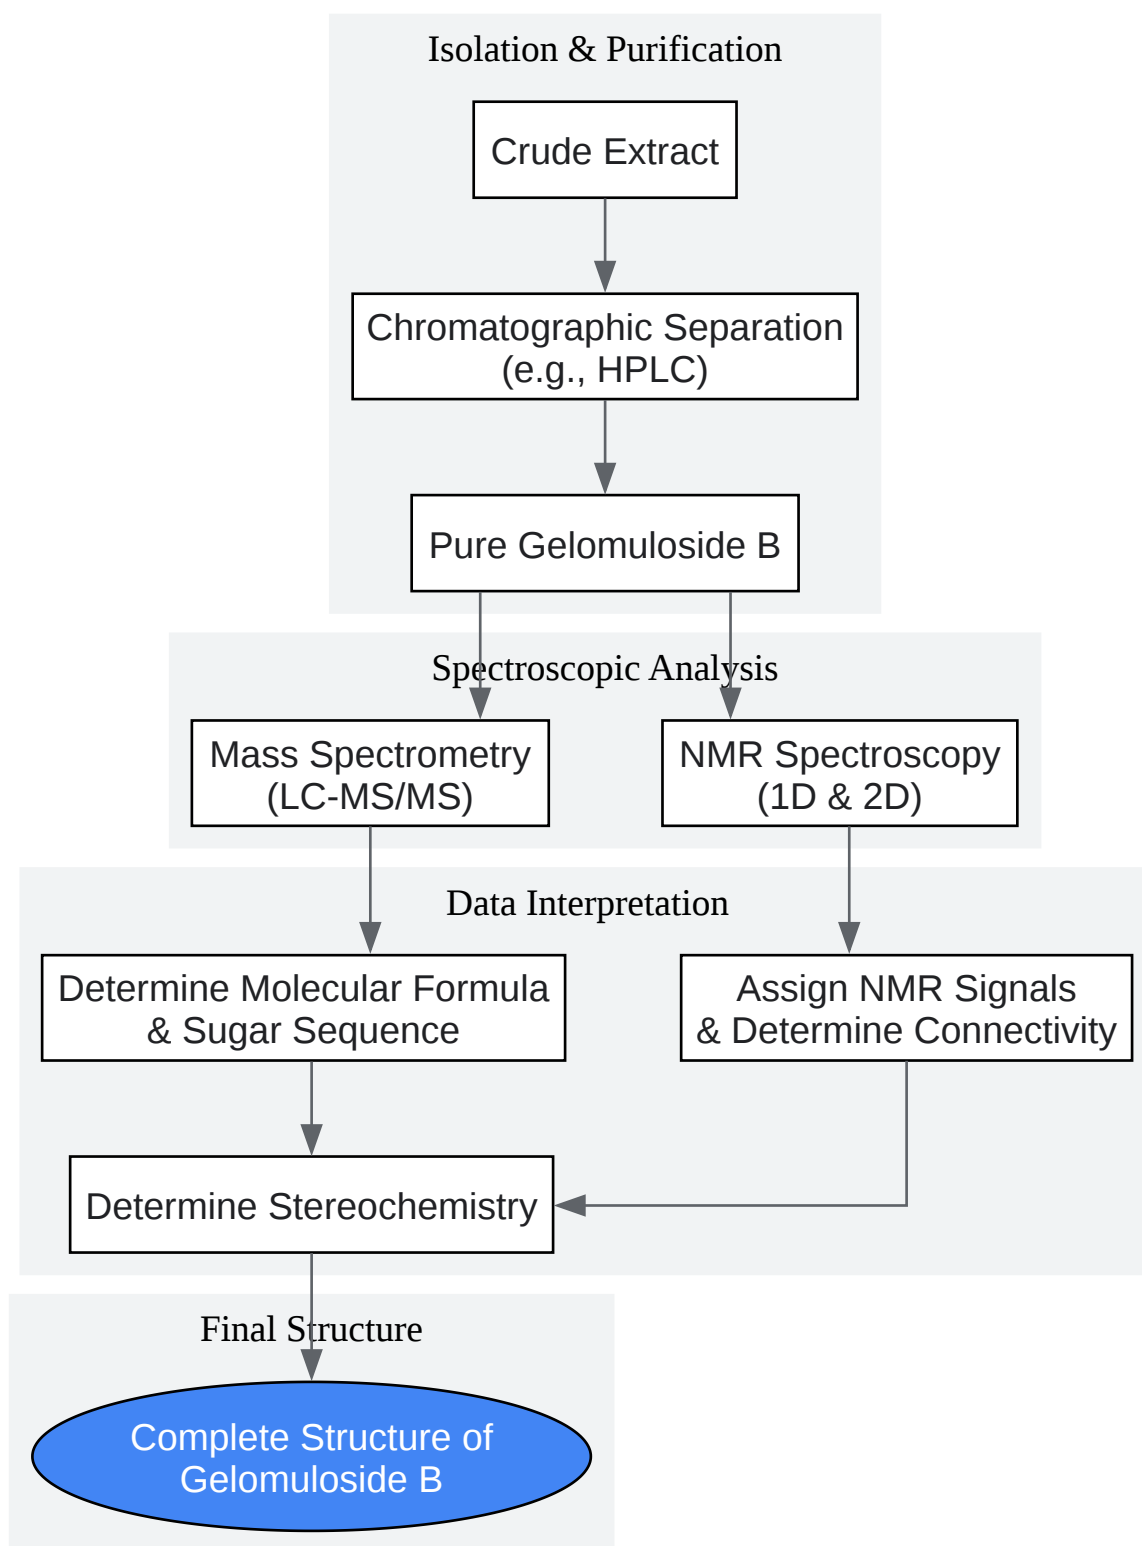 Isolation & Purification
Crude Extract
Chromatographic Separation
(e.g., HPLC)
Pure Gelomuloside B
Spectroscopic Analysis
Mass Spectrometry
(LC-MS/MS)
NMR Spectroscopy
(1D & 2D)
Data Interpretation
Determine Molecular Formula
& Sugar Sequence
Assign NMR Signals
& Determine Connectivity
Determine Stereochemistry
Final Structure
Complete Structure of
Gelomuloside B